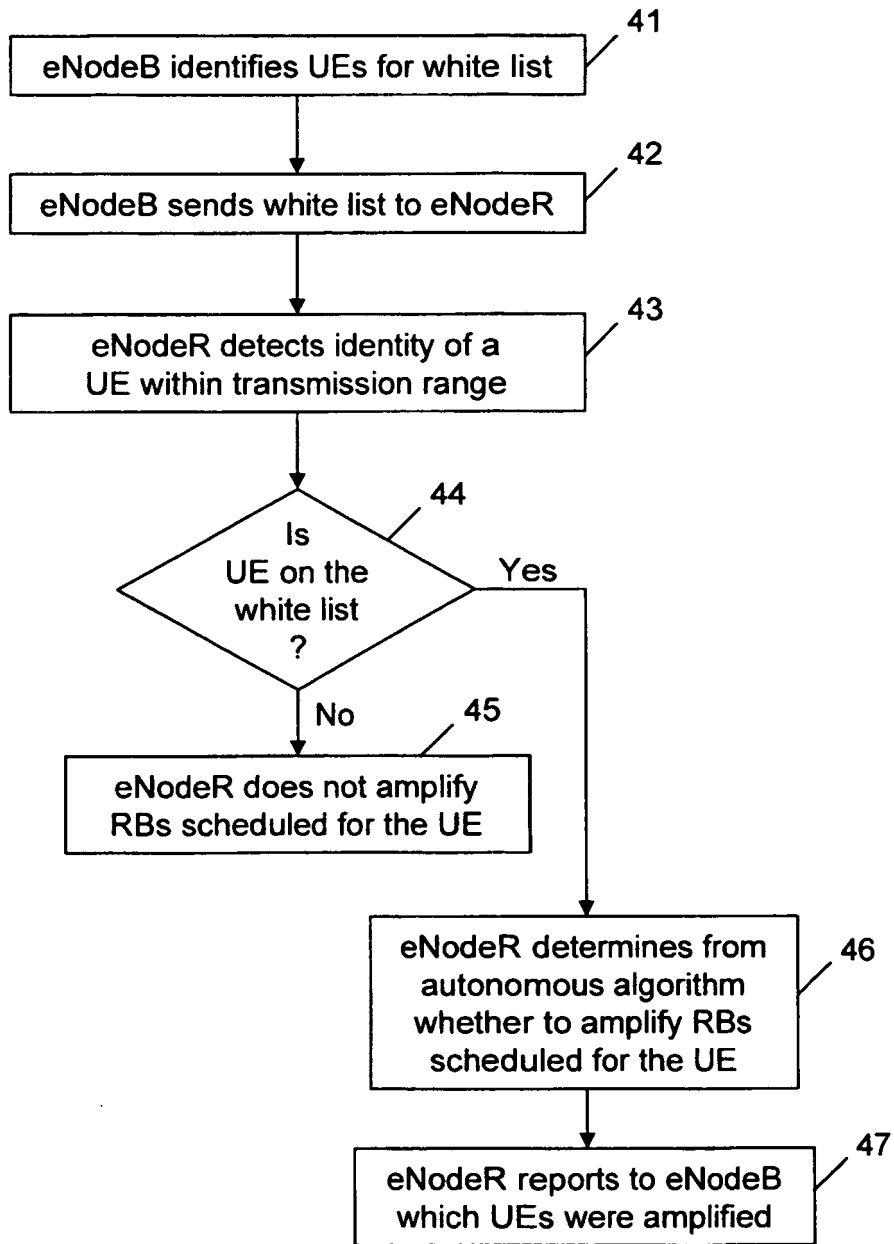 41
eNodeB identifies UEs for white list
42
eNodeB sends white list to eNodeR
43
eNodeR detects identity of a
UE within transmission range
44
Is
UE on the
white list
?
Yes
No
45
eNodeR does not amplify
RBs scheduled for the UE
eNodeR determines from
autonomous algorithm
whether to amplify RBs
scheduled for the UE
46
47
eNodeR reports to eNodeB
which UEs were amplified